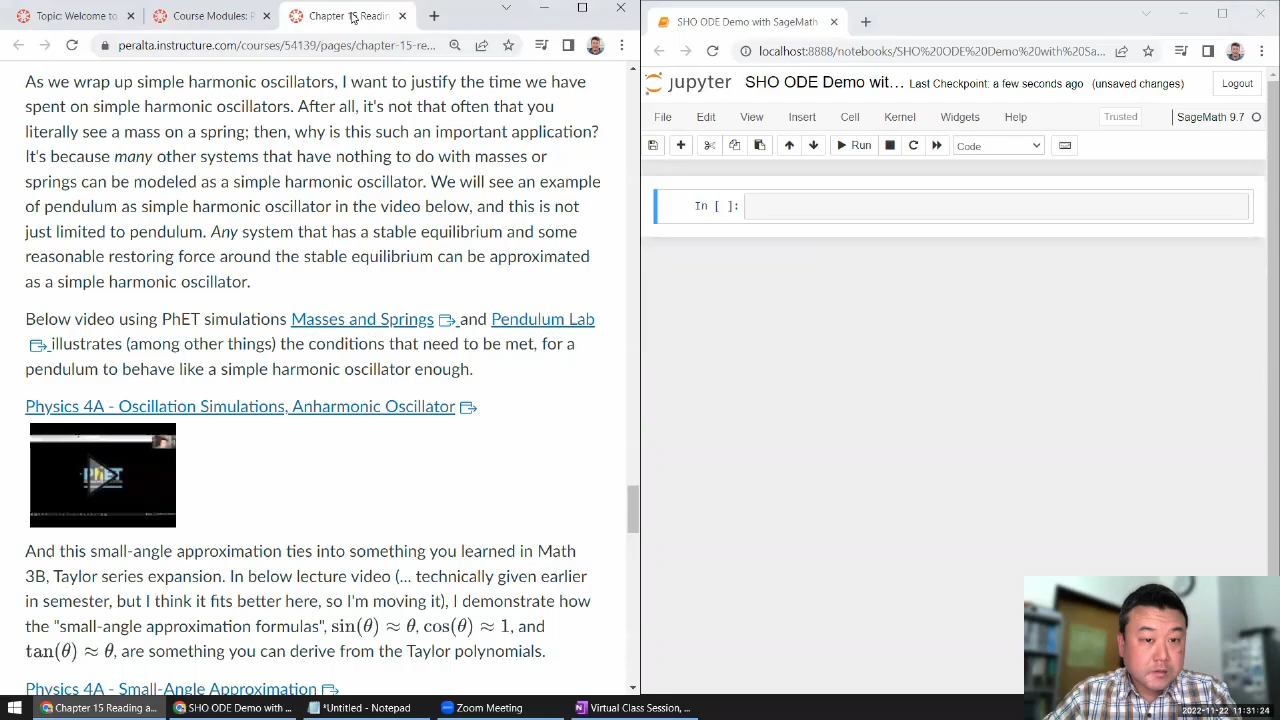 Topic Welcome to
Course Modules:
Chapter 15 Readin
SHO ODE Demo with SageMath
peralta.instructure.com/courses/54139/pages/chapter-15-re...
localhost:8888/notebooks/SHO%20ODE%20Demo%20with%20Sa...
jupyter SHO ODE Demo wit... Last Checkpoint: a few seconds ago (unsaved changes) Logout
File Edit View Insert Cell Kernel Widgets Help Trusted SageMath 9.7
Run Code
In [ ]:
As we wrap up simple harmonic oscillators, I want to justify the time we have
spent on simple harmonic oscillators. After all, it's not that often that you
literally see a mass on a spring; then, why is this such an important application?
It's because many other systems that have nothing to do with masses or
springs can be modeled as a simple harmonic oscillator. We will see an example
of pendulum as simple harmonic oscillator in the video below, and this is not
just limited to pendulum. Any system that has a stable equilibrium and some
reasonable restoring force around the stable equilibrium can be approximated
as a simple harmonic oscillator.
Below video using PhET simulations Masses and Springs and Pendulum Lab
illustrates (among other things) the conditions that need to be met, for a
pendulum to behave like a simple harmonic oscillator enough.
Physics 4A - Oscillation Simulations, Anharmonic Oscillator
PhET
And this small-angle approximation ties into something you learned in Math
3B, Taylor series expansion. In below lecture video (... technically given earlier
in semester, but I think it fits better here, so I'm moving it), I demonstrate how
the "small-angle approximation formulas", sin(θ) ≈ θ, cos(θ) ≈ 1, and
tan(θ) ≈ θ, are something you can derive from the Taylor polynomials.
Physics 4A - Small-Angle Approximation
Chapter 15 Reading a...
SHO ODE Demo with ...
*Untitled - Notepad
Zoom Meeting
Virtual Class Session, ...
2022-11-22 11:31:24